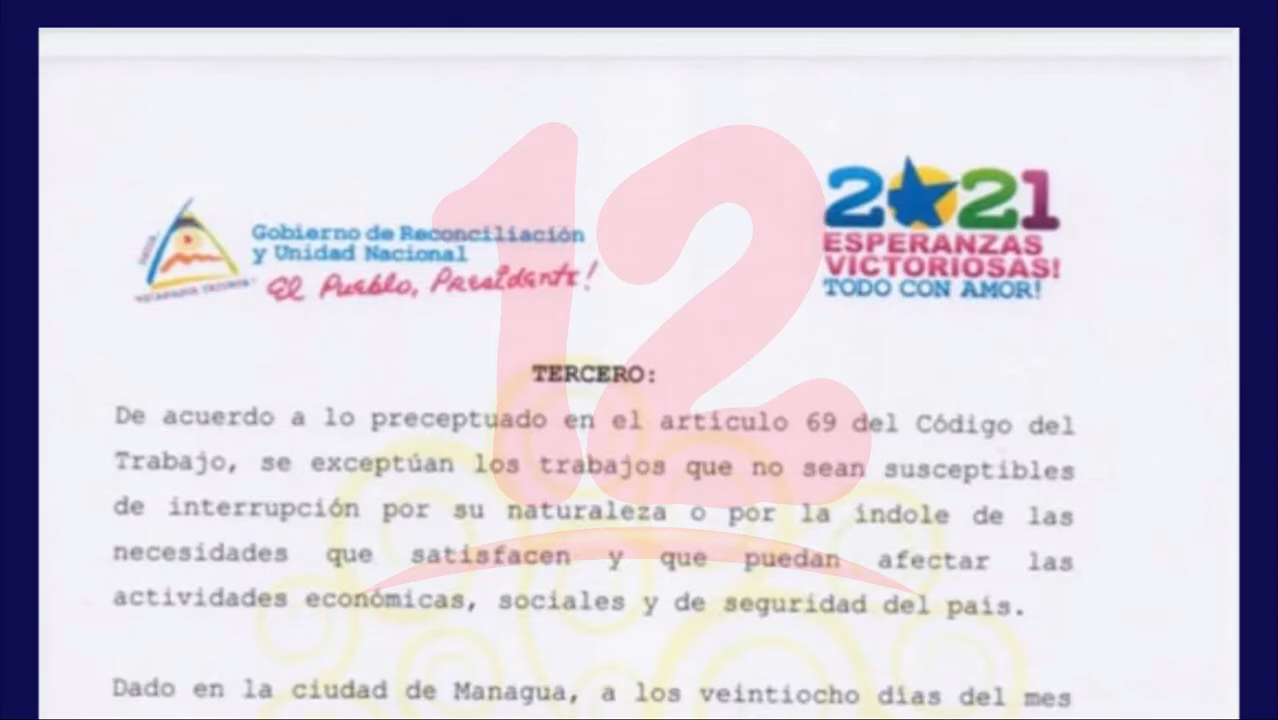 12
Gobierno de Reconciliación
y Unidad Nacional
El Pueblo, Presidente!
2021
ESPERANZAS
VICTORIOSAS!
TODO CON AMOR!
TERCERO:
De acuerdo a lo preceptuado en el artículo 69 del Código del
Trabajo, se exceptúan los trabajos que no sean susceptibles
de interrupción por su naturaleza o por la índole de las
necesidades que satisfacen y que puedan afectar las
actividades económicas, sociales y de seguridad del país.
Dado en la ciudad de Managua, a los veintiocho días del mes